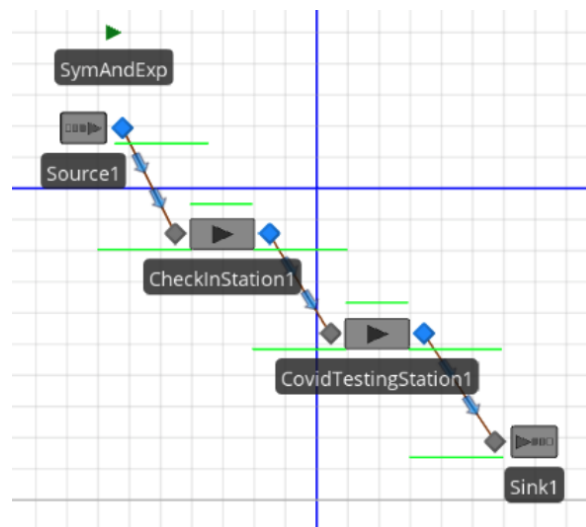 SymAndExp
Source1
CheckInStation1
CovidTestingStation1
Sink1